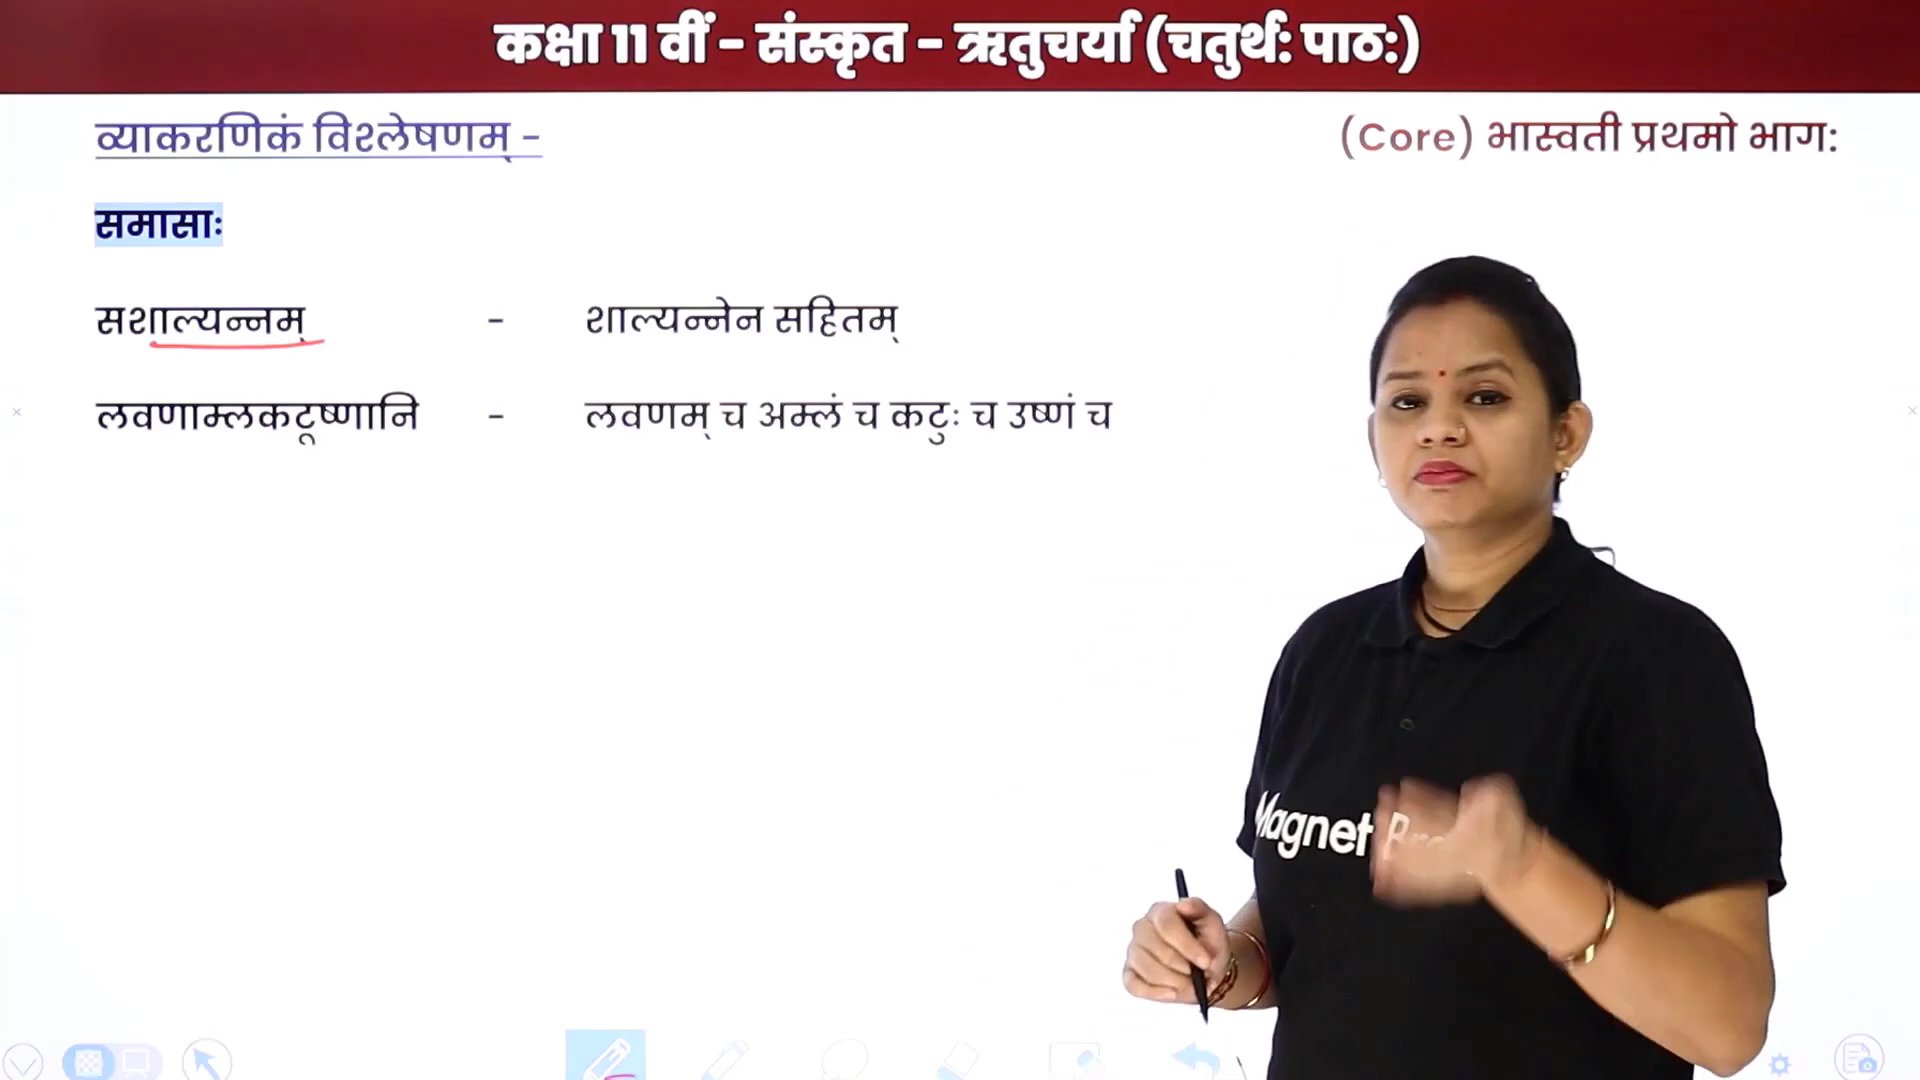 कक्षा 11 वीं - संस्कृत - ऋतुचर्या (चतुर्थ: पाठ:)
व्याकरणिकं विश्लेषणम् -
(Core) भास्वती प्रथमो भाग:
समासाः
सशाल्यन्नम् - शाल्यन्नेन सहितम्
लवणाम्लकटूष्णानि - लवणम् च अम्लं च कटुः च उष्णं च
Magnet